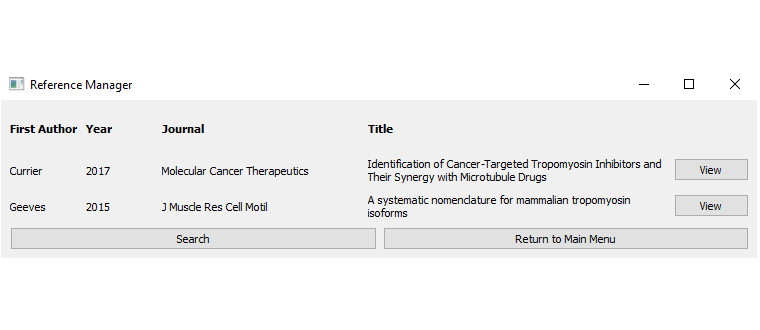 Reference Manager
First Author Year Journal Title
Currier 2017 Molecular Cancer Therapeutics Identification of Cancer-Targeted Tropomyosin Inhibitors and View
Their Synergy with Microtubule Drugs
Geeves 2015 J Muscle Res Cell Motil A systematic nomenclature for mammalian tropomyosin View
isoforms
Search Return to Main Menu